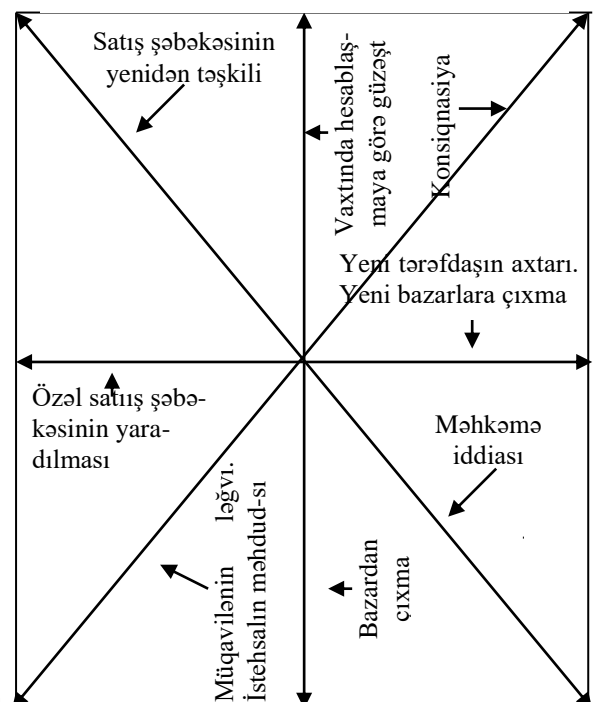 Satış şəbəkəsinin
yenidən təşkili
Vaxtında hesablaş-
maya görə güzəşt
Konsiqnasiya
Yeni tərəfdaşın axtarı.
Yeni bazarlara çıxma
Özəl satıış şəbə-
kəsinin yara-
dılması
Məhkəmə
iddiası
Müqavilənin ləğvı.
İstehsalın məhdud-sı
Bazardan
çıxma